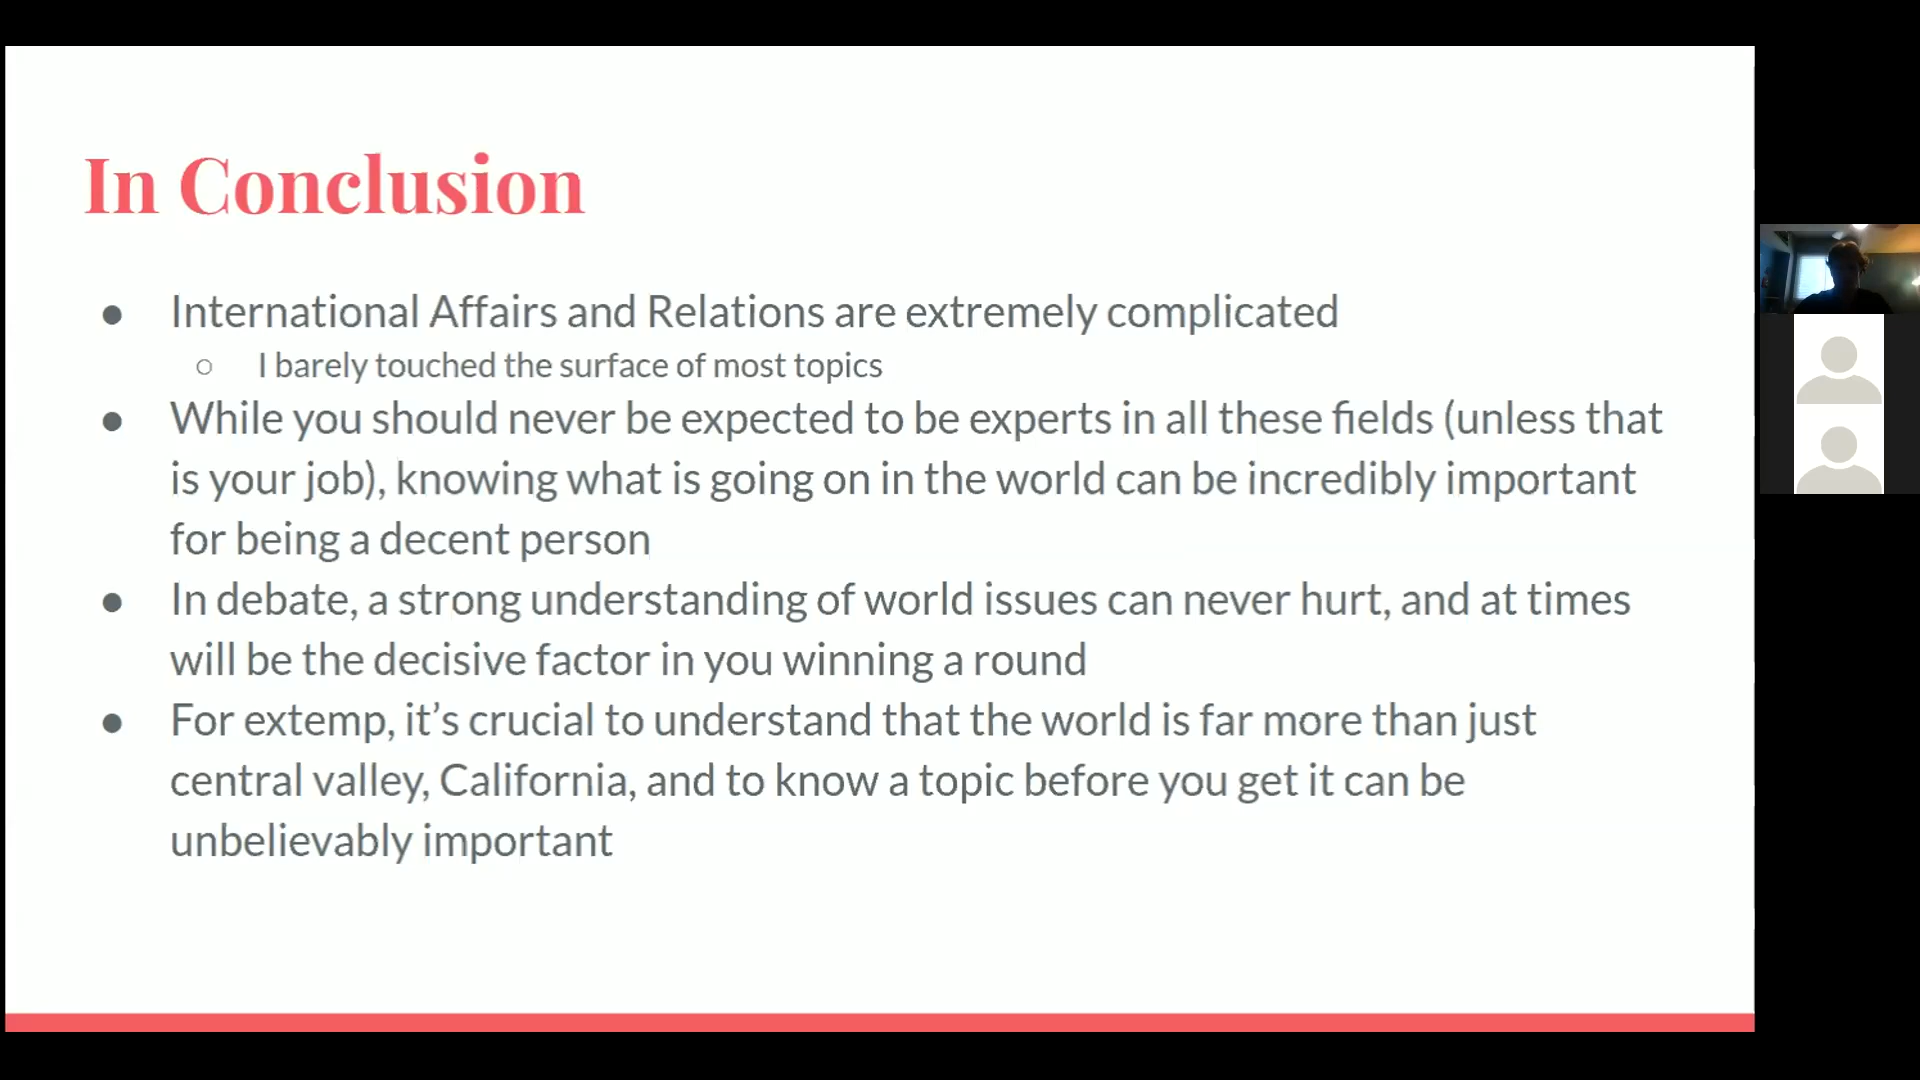 In Conclusion
● International Affairs and Relations are extremely complicated
○ I barely touched the surface of most topics
● While you should never be expected to be experts in all these fields (unless that
is your job), knowing what is going on in the world can be incredibly important
for being a decent person
● In debate, a strong understanding of world issues can never hurt, and at times
will be the decisive factor in you winning a round
● For extemp, it’s crucial to understand that the world is far more than just
central valley, California, and to know a topic before you get it can be
unbelievably important